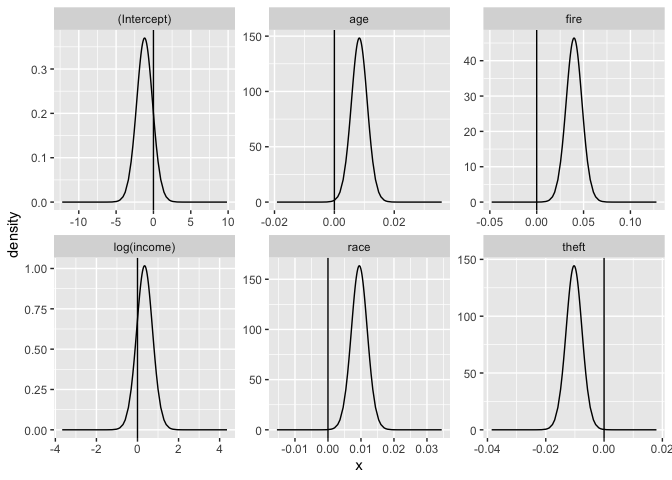 (Intercept) age fire
0.3 150 40
0.2 100 30
0.1 50 20
0.0 0 10
0
-10 -5 0 5 10 -0.02 0.00 0.02 -0.05 0.00 0.05 0.10
density
log(income) race theft
1.00 150 150
0.75 100 100
0.50 50 50
0.25 0 0
0.00
-4 -2 0 2 4 -0.01 0.00 0.01 0.02 0.03 -0.04 -0.02 0.00 0.02
x